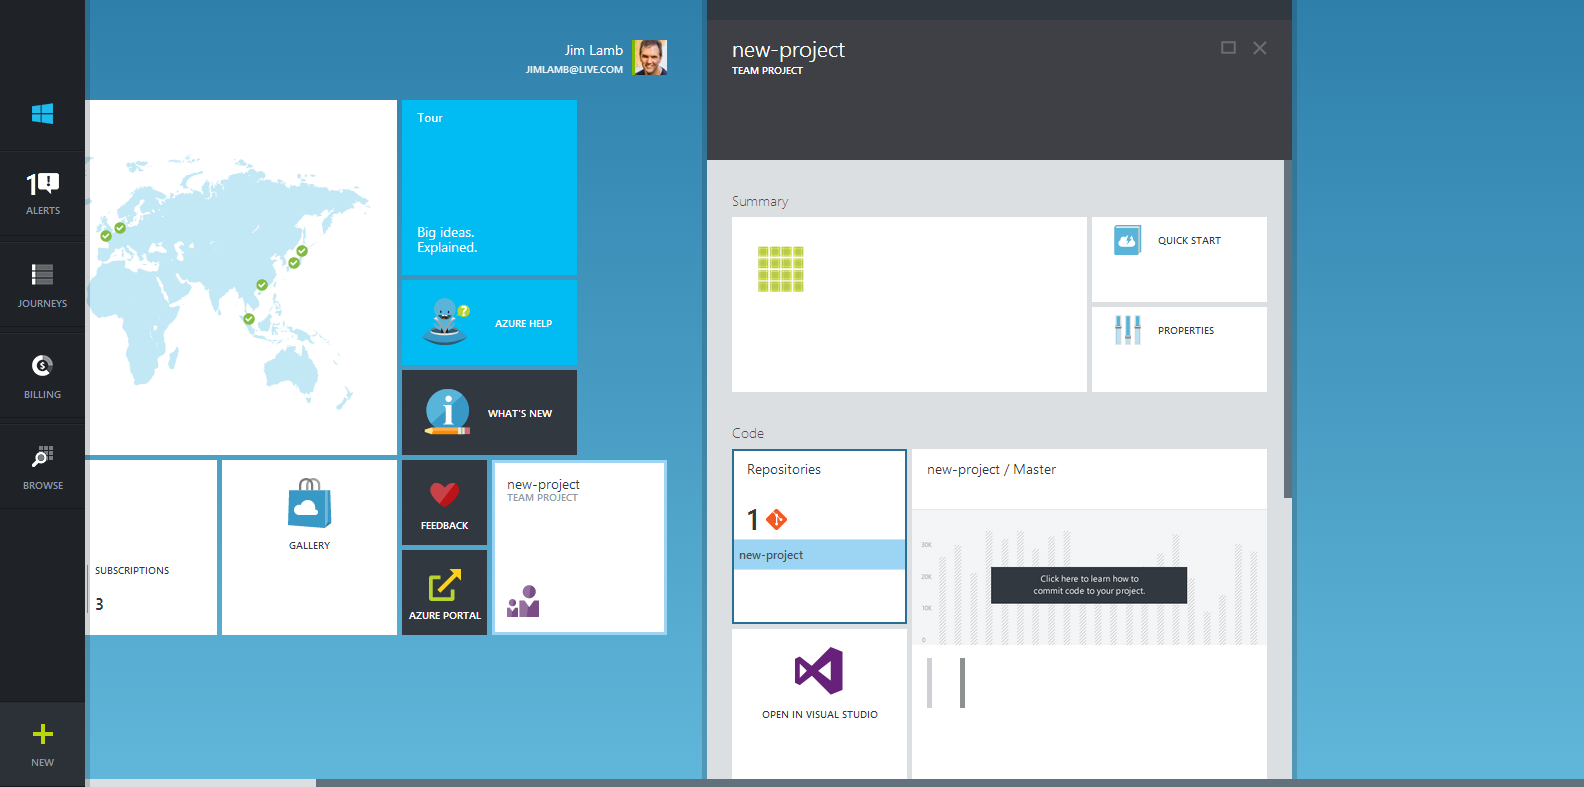 1
ALERTS
JOURNEYS
$
BILLING
BROWSE
NEW
Jim Lamb
JIMLAMB@LIVE.COM
Tour
Big ideas.
Explained.
?
AZURE HELP
i
WHAT'S NEW
SUBSCRIPTIONS
3
GALLERY
FEEDBACK
AZURE PORTAL
new-project
TEAM PROJECT
new-project
TEAM PROJECT
Summary
QUICK START
PROPERTIES
Code
Repositories
1
new-project
OPEN IN VISUAL STUDIO
new-project / Master
30K
20K
10K
0
Click here to learn how to
commit code to your project.